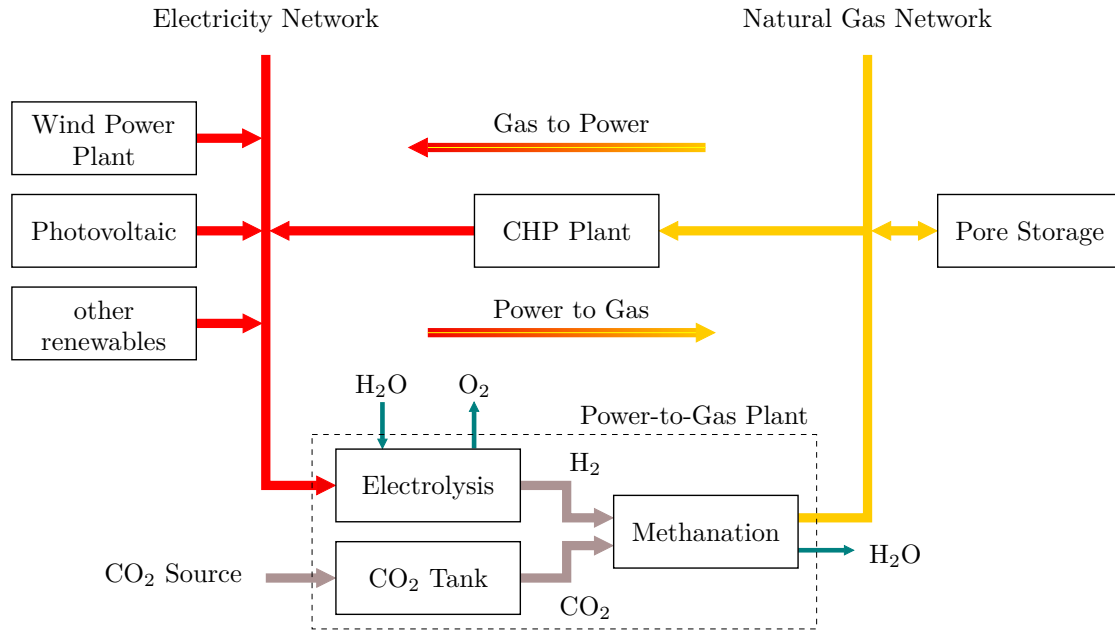 Electricity Network
Natural Gas Network
Wind Power
Plant
Gas to Power
Photovoltaic
CHP Plant
Pore Storage
other
renewables
Power to Gas
H₂O
O₂
Power-to-Gas Plant
Electrolysis
H₂
Methanation
H₂O
CO₂ Source
CO₂ Tank
CO₂